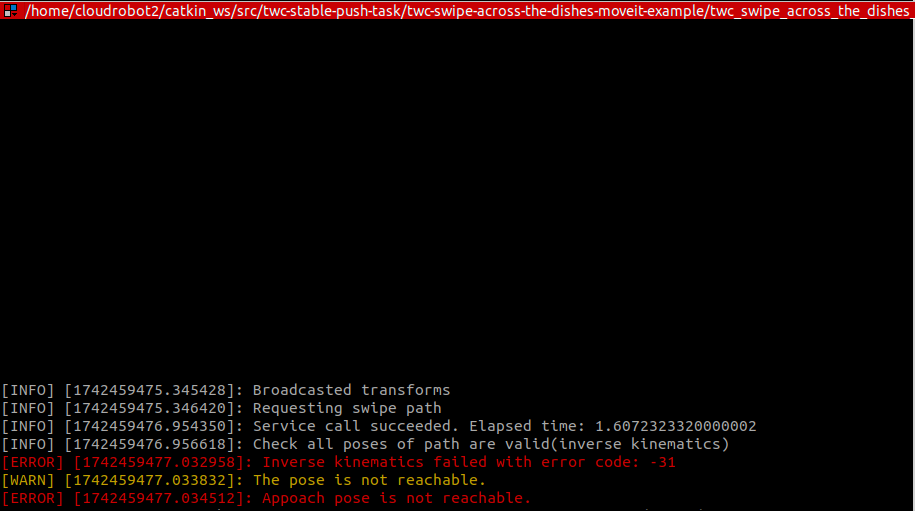 /home/cloudrobot2/catkin_ws/src/twc-stable-push-task/twc-swipe-across-the-dishes-moveit-example/twc_swipe_across_the_dishes_
[INFO] [1742459475.345428]: Broadcasted transforms
[INFO] [1742459475.346420]: Requesting swipe path
[INFO] [1742459476.954350]: Service call succeeded. Elapsed time: 1.6072323320000002
[INFO] [1742459476.956618]: Check all poses of path are valid(inverse kinematics)
[ERROR] [1742459477.032958]: Inverse kinematics failed with error code: -31
[WARN] [1742459477.033832]: The pose is not reachable.
[ERROR] [1742459477.034512]: Appoach pose is not reachable.